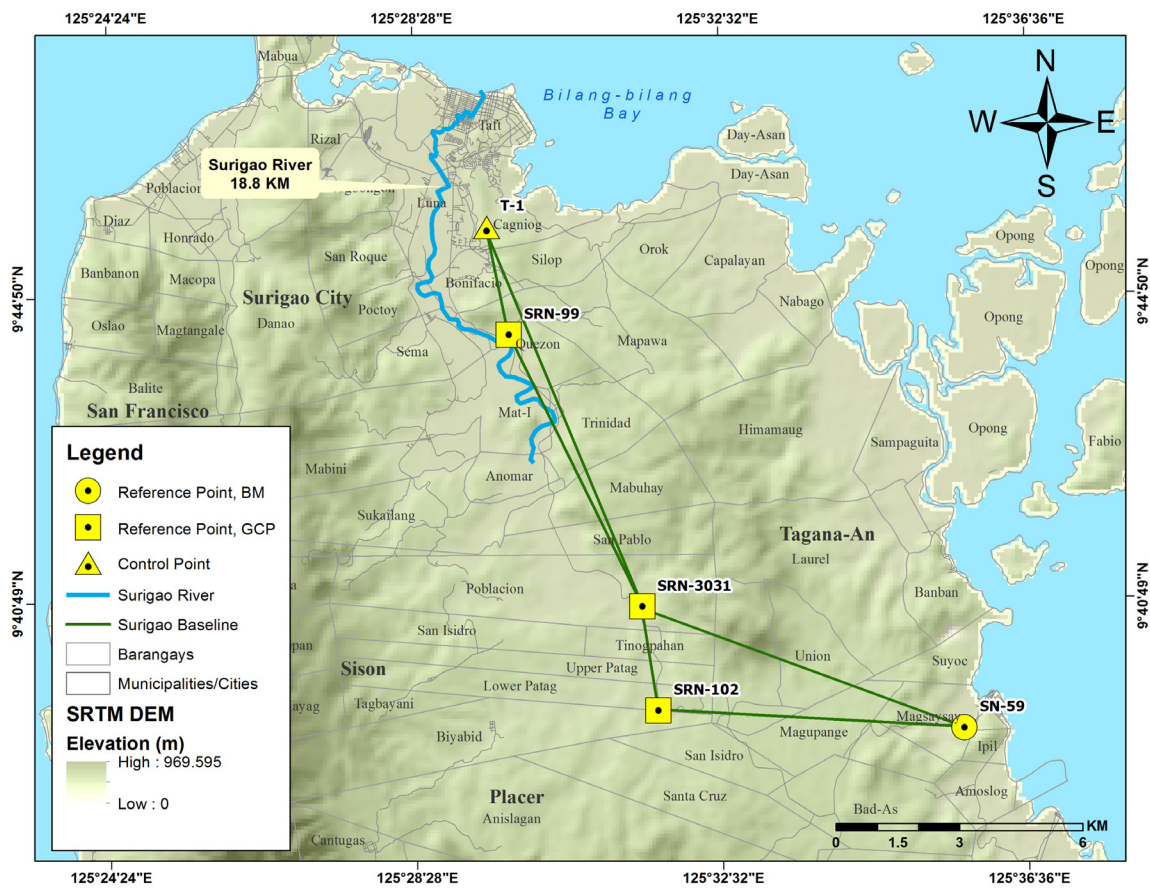 125°24'24"E 125°28'28"E 125°32'32"E 125°36'36"E
Mabua
Bilang-bilang
Bay
N
W E
S
Taft
Rizal
Day-Asan
Surigao River
18.8 KM
Day-Asan
Poblacion
Luna
T-1
Cagniog
Diaz
Honrado
Opong
San Roque
Silop
Orok
Capalayan
Opong
Banbanon
Macopa
Bonifacio
9°44'50"N
9°44'50"N
Surigao City
Nabago
Poctoy
SRN-99
Opong
Oslao
Magtangale
Danao
Quezon
Mapawa
Sema
Balite
San Francisco
Mat-I
Trinidad
Himamaug
Opong
Sampaguita
Fabio
Legend
Mabini
Anomar
Mabuhay
Reference Point, BM
Reference Point, GCP
Control Point
Surigao River
Surigao Baseline
Barangays
Municipalities/Cities
SRTM DEM
Elevation (m)
High : 969.595
Low : 0
Sukailang
San Pablo
Tagana-An
Laurel
9°40'49"N
9°40'49"N
Poblacion
SRN-3031
Banban
San Isidro
Tinogpahan
Union
Suyoc
Sison
Upper Patag
Lower Patag
SRN-102
Tagbayani
SN-59
Magsaysay
Biyabid
Magupange
Ipil
San Isidro
Amoslog
Placer
Santa Cruz
Anislagan
Bad-As
Cantugas
KM
0 1.5 3 6
125°24'24"E 125°28'28"E 125°32'32"E 125°36'36"E